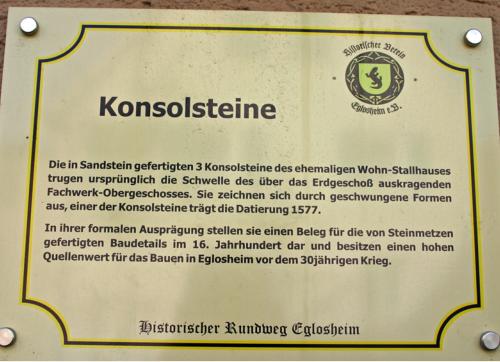 Historischer Verein
Eglosheim e.V.
Konsolsteine
Die in Sandstein gefertigten 3 Konsolsteine des ehemaligen Wohn-Stallhauses
trugen ursprünglich die Schwelle des über das Erdgeschoß auskragenden
Fachwerk-Obergeschosses. Sie zeichnen sich durch geschwungene Formen
aus, einer der Konsolsteine trägt die Datierung 1577.
In ihrer formalen Ausprägung stellen sie einen Beleg für die von Steinmetzen
gefertigten Baudetails im 16. Jahrhundert dar und besitzen einen hohen
Quellenwert für das Bauen in Eglosheim vor dem 30jährigen Krieg.
Historischer Rundweg Eglosheim